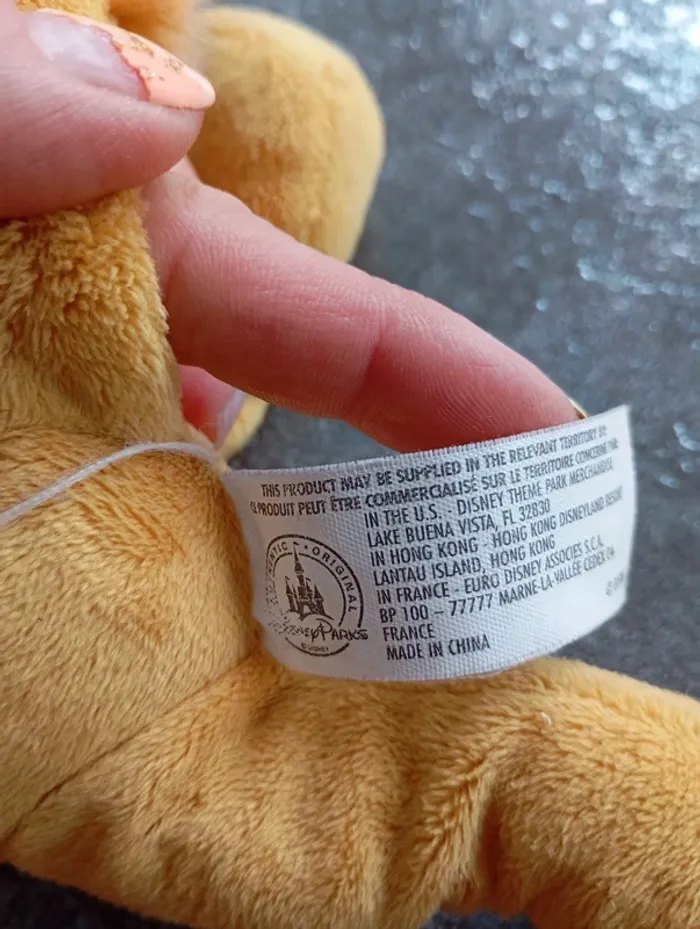 THIS PRODUCT MAY BE SUPPLIED IN THE RELEVANT TERRITORY BY:
CE PRODUIT PEUT ÊTRE COMMERCIALISÉ SUR LE TERRITOIRE CONCERNÉ PAR:
IN THE U.S. - DISNEY THEME PARK MERCHANDISE
LAKE BUENA VISTA, FL 32830
IN HONG KONG - HONG KONG DISNEYLAND RESORT
LANTAU ISLAND, HONG KONG
IN FRANCE - EURO DISNEY ASSOCIES S.C.A.
BP 100 - 77777 MARNE-LA-VALLÉE CEDEX 04
FRANCE
MADE IN CHINA
AUTHENTIC • ORIGINAL
Disney Parks
© DISNEY